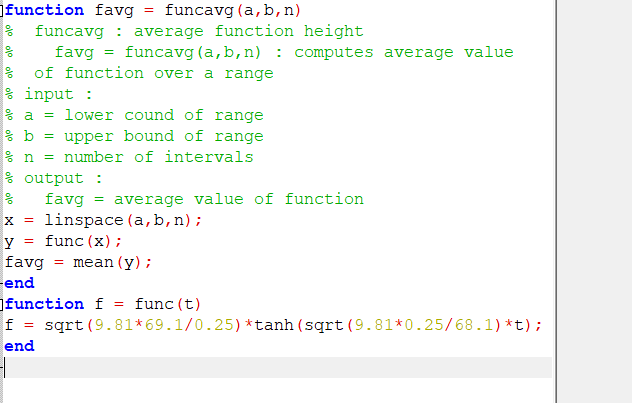 function favg = funcavg(a,b,n)
%  funcavg : average function height
%    favg = funcavg(a,b,n) : computes average value
%  of function over a range
% input :
% a = lower cound of range
% b = upper bound of range
% n = number of intervals
% output :
%   favg = average value of function
x = linspace(a,b,n);
y = func(x);
favg = mean(y);
end
function f = func(t)
f = sqrt(9.81*69.1/0.25)*tanh(sqrt(9.81*0.25/68.1)*t);
end